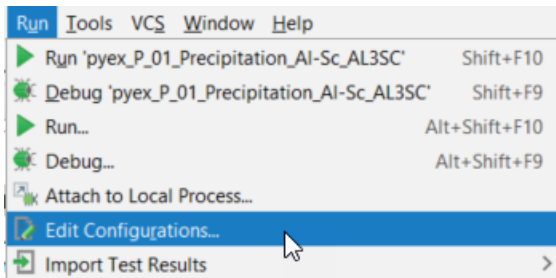 Run Tools VCS Window Help
Run 'pyex_P_01_Precipitation_Al-Sc_AL3SC' Shift+F10
Debug 'pyex_P_01_Precipitation_Al-Sc_AL3SC' Shift+F9
Run... Alt+Shift+F10
Debug... Alt+Shift+F9
Attach to Local Process...
Edit Configurations...
Import Test Results